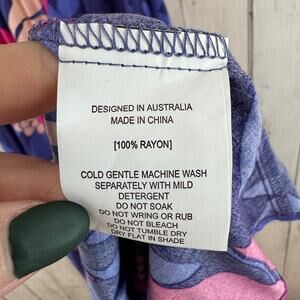 DESIGNED IN AUSTRALIA
MADE IN CHINA
[100% RAYON]
COLD GENTLE MACHINE WASH
SEPARATELY WITH MILD
DETERGENT
DO NOT SOAK
DO NOT WRING OR RUB
DO NOT BLEACH
DO NOT TUMBLE DRY
DRY FLAT IN SHADE